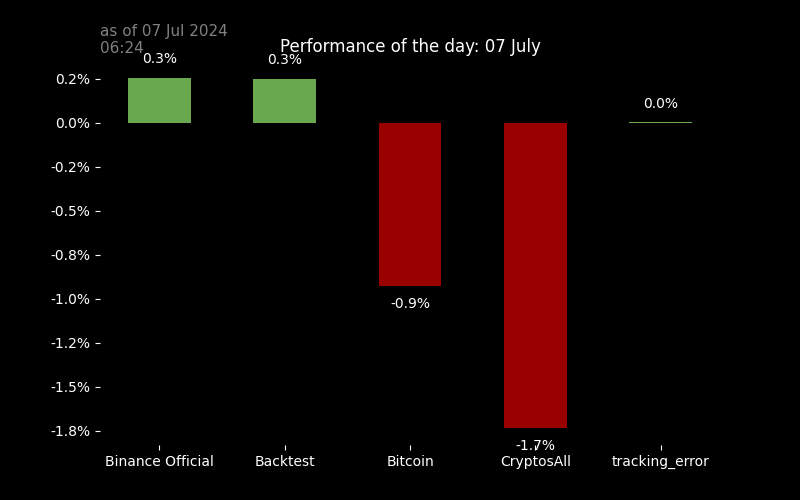 as of 07 Jul 2024
06:24
Performance of the day: 07 July
0.3%
0.3%
0.0%
-0.9%
-1.7%
0.2%
0.0%
-0.2%
-0.5%
-0.8%
-1.0%
-1.2%
-1.5%
-1.8%
Binance Official
Backtest
Bitcoin
CryptosAll
tracking_error